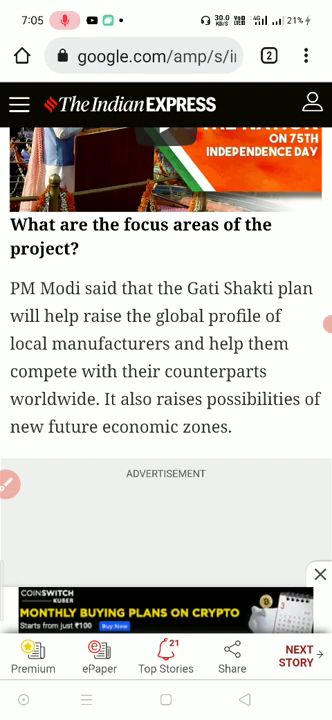 7:05
30.0
KB/S
21%
google.com/amp/s/i
2
The Indian EXPRESS
ON 75TH
INDEPENDENCE DAY
What are the focus areas of the
project?
PM Modi said that the Gati Shakti plan
will help raise the global profile of
local manufacturers and help them
compete with their counterparts
worldwide. It also raises possibilities of
new future economic zones.
ADVERTISEMENT
COINSWITCH
KUBER
MONTHLY BUYING PLANS ON CRYPTO
Starts from just ₹100 Buy Now
Premium
ePaper
21
Top Stories
Share
NEXT
STORY